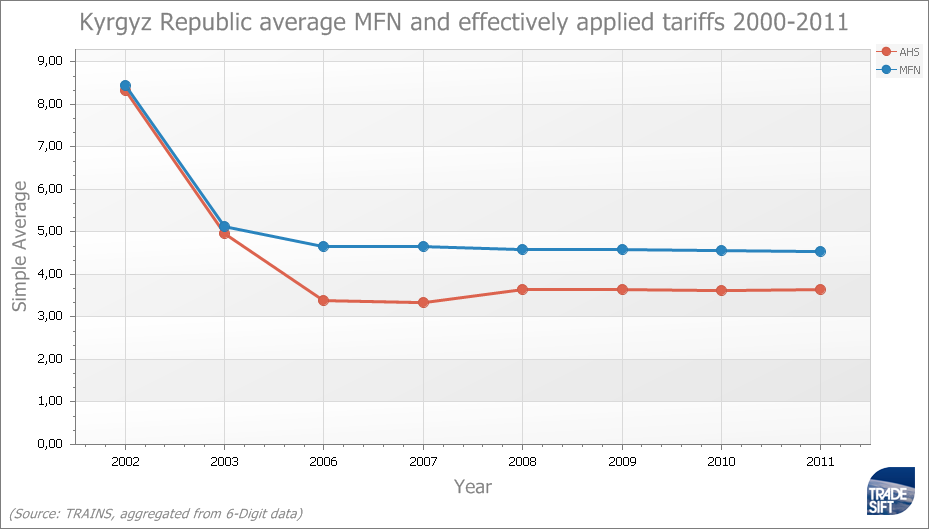 Kyrgyz Republic average MFN and effectively applied tariffs 2000-2011
AHS
MFN
9,00
8,00
7,00
6,00
5,00
4,00
3,00
2,00
1,00
0,00
Simple Average
2002 2003 2006 2007 2008 2009 2010 2011
Year
(Source: TRAINS, aggregated from 6-Digit data)
TRADE
SIFT